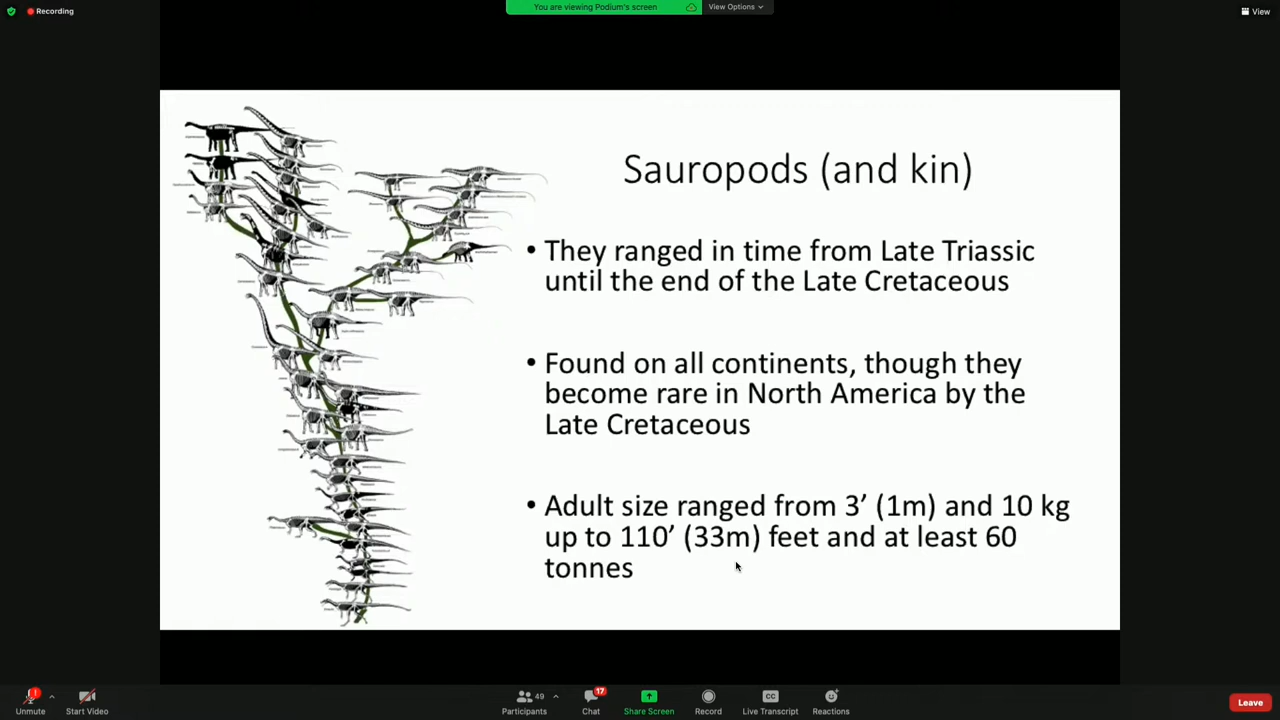 Recording
You are viewing Podium's screen
View Options
View
Sauropods (and kin)
• They ranged in time from Late Triassic
until the end of the Late Cretaceous
• Found on all continents, though they
become rare in North America by the
Late Cretaceous
• Adult size ranged from 3’ (1m) and 10 kg
up to 110’ (33m) feet and at least 60
tonnes
Unmute
Start Video
49
Participants
17
Chat
Share Screen
Record
CC
Live Transcript
Reactions
Leave